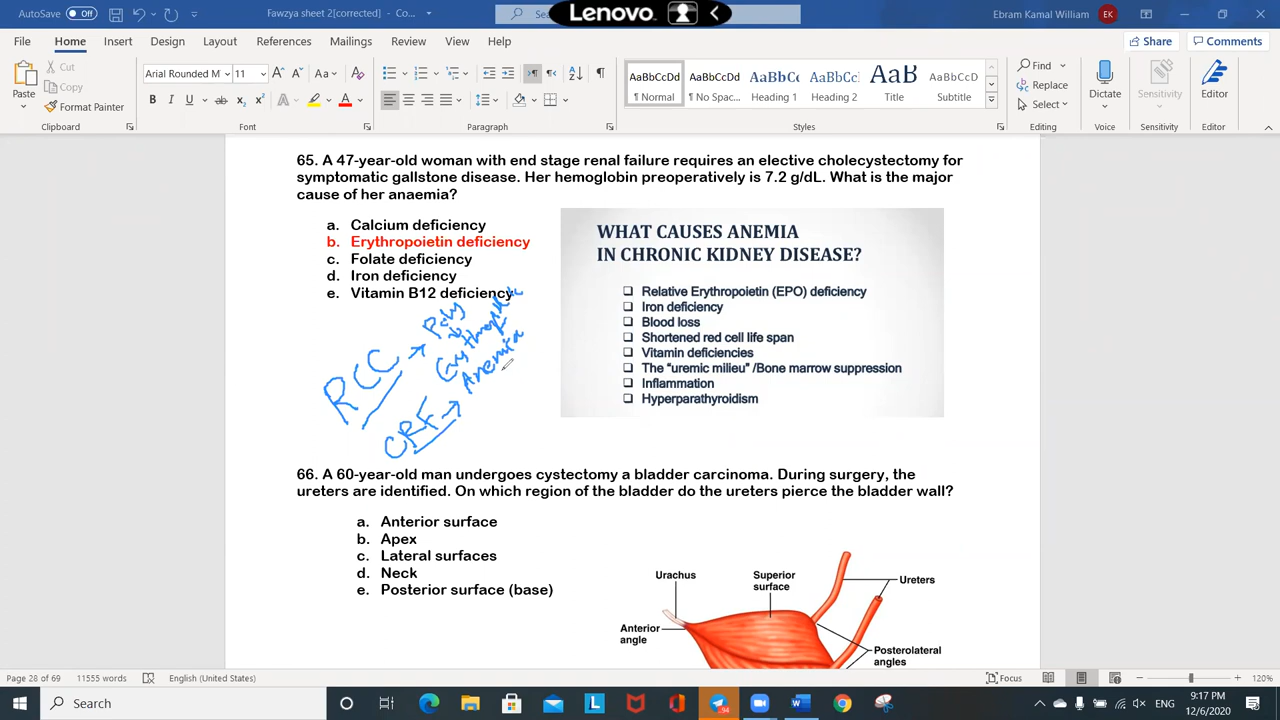 AutoSave Off
Fawzya sheet 2
Lenovo
Search
Ebram Kamal William
EK
File Home Insert Draw Design Layout References Mailings Review View Help
Share Comments
Paste
Cut
Copy
Format Painter
Arial Rounded M 11
Clipboard
Font
Paragraph
AaBbCcDd AaBbCcDd AaBbCc AaBbCcl AaB AaBbCcD
¶ Normal ¶ No Spac... Heading 1 Heading 2 Title Subtitle
Styles
Find
Replace
Select
Editing
Dictate
Voice
Sensitivity
Sensitivity
Editor
Editor
65. A 47-year-old woman with end stage renal failure requires an elective cholecystectomy for
symptomatic gallstone disease. Her hemoglobin preoperatively is 7.2 g/dL. What is the major
cause of her anaemia?
a. Calcium deficiency
b. Erythropoietin deficiency
c. Folate deficiency
d. Iron deficiency
e. Vitamin B12 deficiency
WHAT CAUSES ANEMIA
IN CHRONIC KIDNEY DISEASE?
Relative Erythropoietin (EPO) deficiency
Iron deficiency
Blood loss
Shortened red cell life span
Vitamin deficiencies
The “uremic milieu” /Bone marrow suppression
Inflammation
Hyperparathyroidism
RCC → Poly
CRF → Anemia
66. A 60-year-old man undergoes cystectomy a bladder carcinoma. During surgery, the
ureters are identified. On which region of the bladder do the ureters pierce the bladder wall?
a. Anterior surface
b. Apex
c. Lateral surfaces
d. Neck
e. Posterior surface (base)
Urachus
Superior
surface
Ureters
Anterior
angle
Posterolateral
angles
Page 28 of 69 11555 words English (United States) Focus 120%
Search
94
9:17 PM
12/6/2020